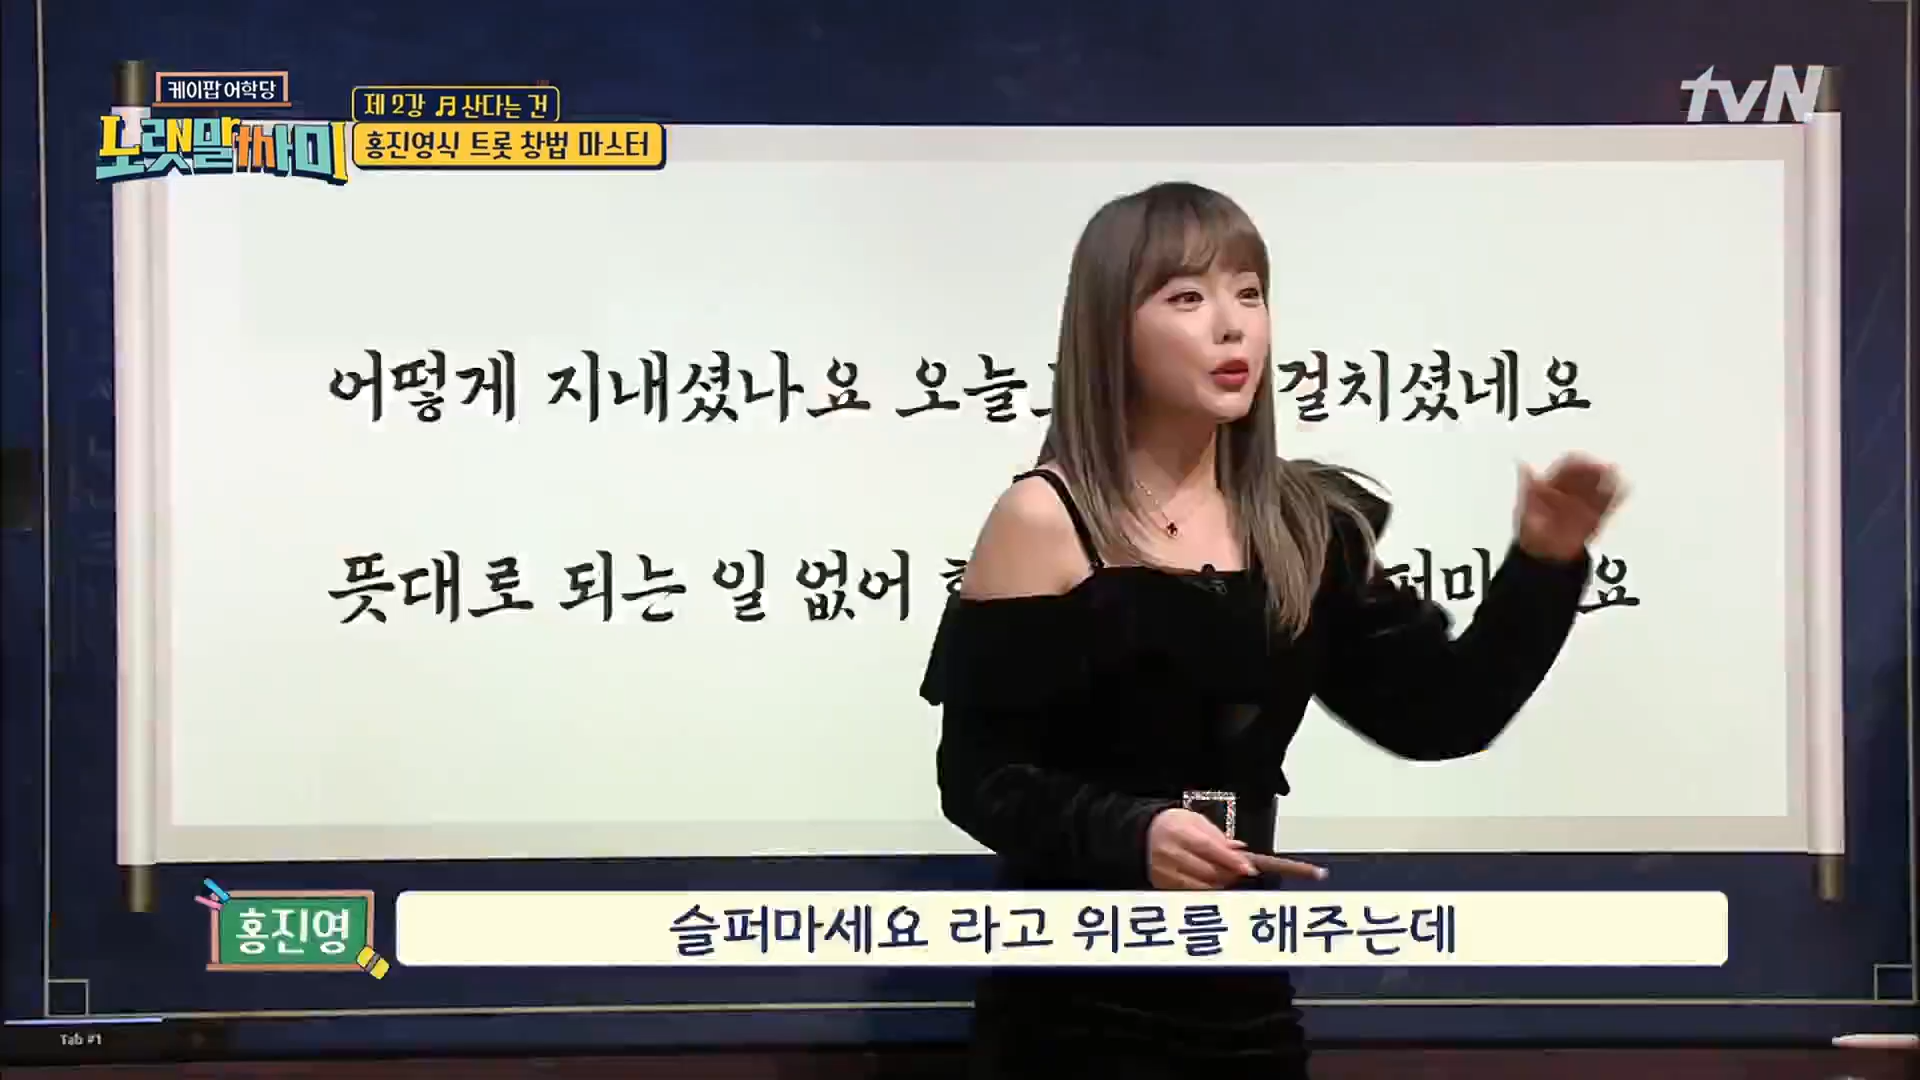 케이팝 어학당
노랫말싸미
제 2강 ♬ 산다는 건
홍진영식 트롯 창법 마스터
tvN
어떻게 지내셨나요 오늘 걸치셨네요
뜻대로 되는 일 없어 요
홍진영
슬퍼마세요 라고 위로를 해주는데
Tab #1